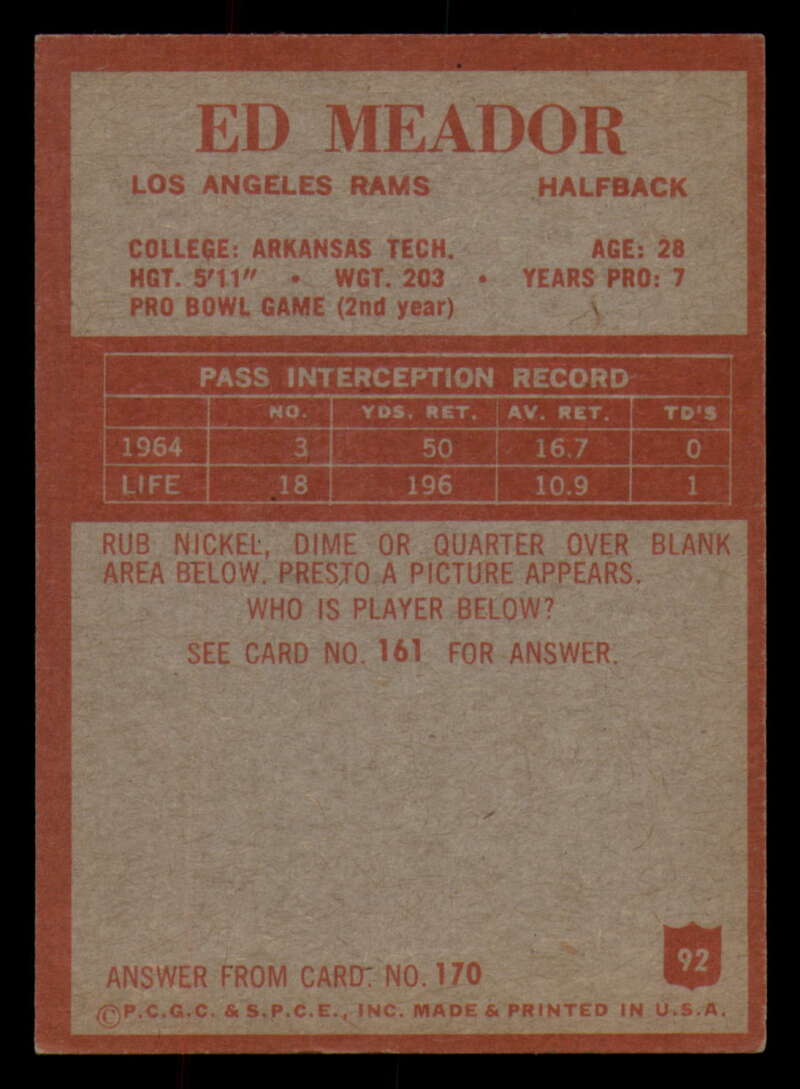 ED MEADOR
LOS ANGELES RAMS HALFBACK
COLLEGE: ARKANSAS TECH. AGE: 28
HGT. 5'11" • WGT. 203 • YEARS PRO: 7
PRO BOWL GAME (2nd year)
PASS INTERCEPTION RECORD
NO. YDS. RET. AV. RET. TD'S
1964 3 50 16.7 0
LIFE 18 196 10.9 1
RUB NICKEL, DIME OR QUARTER OVER BLANK
AREA BELOW. PRESTO A PICTURE APPEARS.
WHO IS PLAYER BELOW?
SEE CARD NO. 161 FOR ANSWER.
92
ANSWER FROM CARD. NO. 170
©P.C.G.C. & S.P.C.E., INC. MADE & PRINTED IN U.S.A.